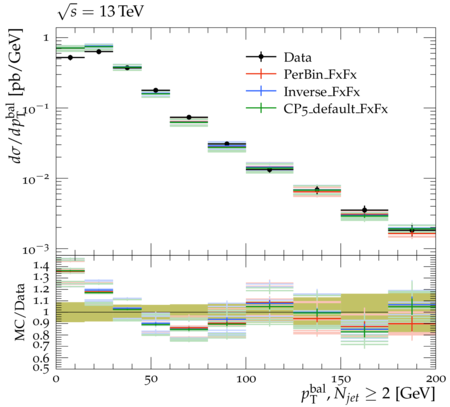 √s = 13 TeV
dσ/dp_T^bal [pb/GeV]
1
10^−1
10^−2
10^−3
Data
PerBin_FxFx
Inverse_FxFx
CP5_default_FxFx
MC/Data
1.4
1.3
1.2
1.1
1
0.9
0.8
0.7
0.6
0.5
0 50 100 150 200
p_T^bal, N_jet ≥ 2 [GeV]